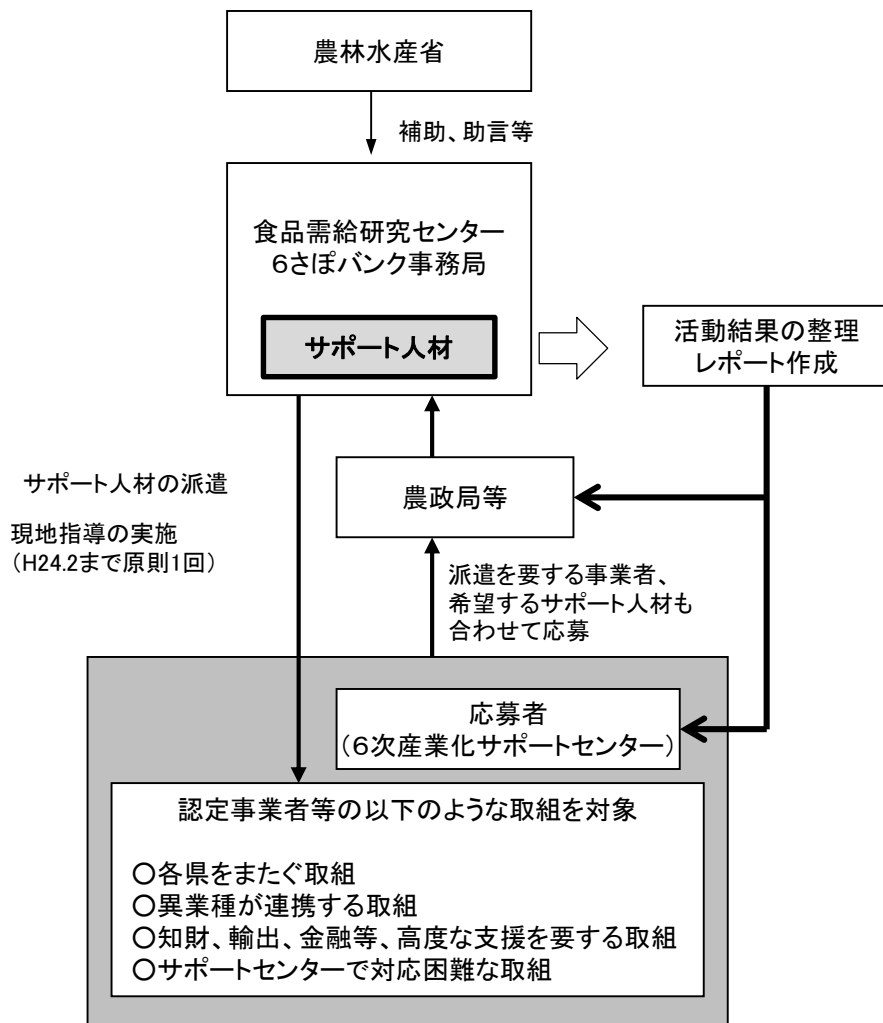 農林水産省
補助、助言等
食品需給研究センター
６さぽバンク事務局
サポート人材
活動結果の整理
レポート作成
サポート人材の派遣
現地指導の実施
（H24.2まで原則1回）
農政局等
派遣を要する事業者、
希望するサポート人材も
合わせて応募
応募者
（６次産業化サポートセンター）
認定事業者等の以下のような取組を対象
○各県をまたぐ取組
○異業種が連携する取組
○知財、輸出、金融等、高度な支援を要する取組
○サポートセンターで対応困難な取組